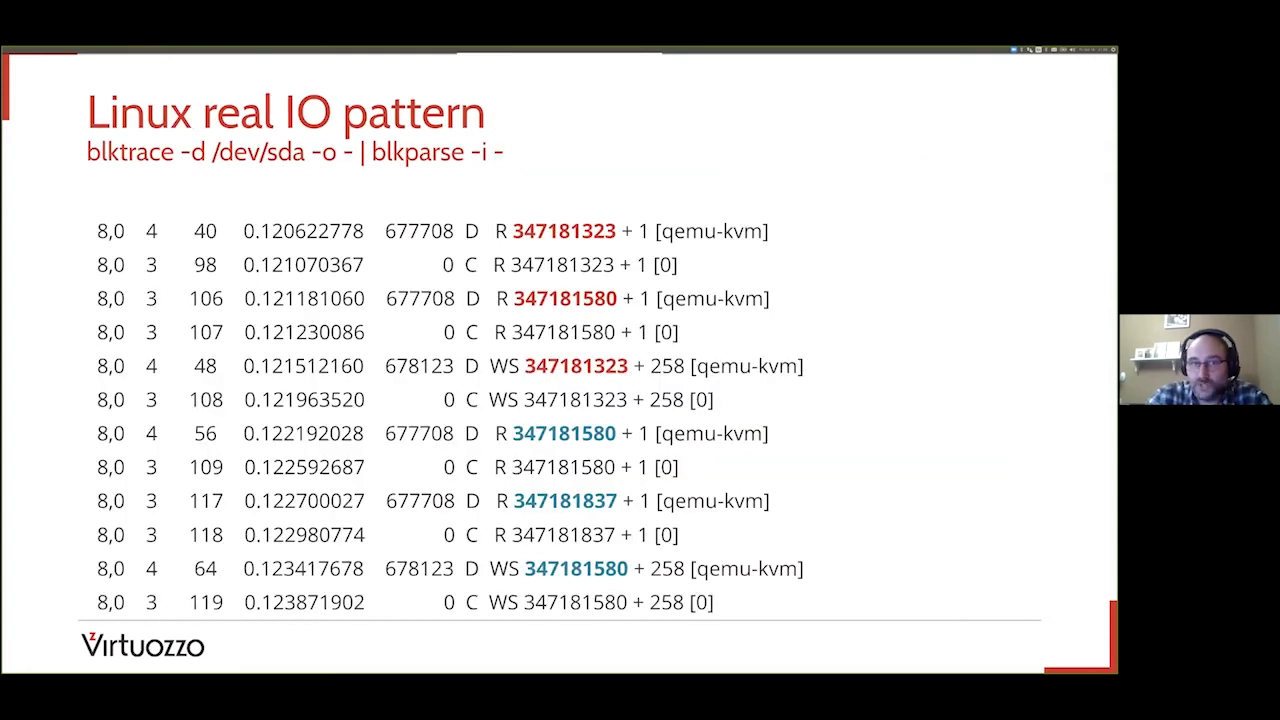 Linux real IO pattern
blktrace -d /dev/sda -o - | blkparse -i -
8,0 4 40 0.120622778 677708 D R 347181323 + 1 [qemu-kvm]
8,0 3 98 0.121070367 0 C R 347181323 + 1 [0]
8,0 3 106 0.121181060 677708 D R 347181580 + 1 [qemu-kvm]
8,0 3 107 0.121230086 0 C R 347181580 + 1 [0]
8,0 4 48 0.121512160 678123 D WS 347181323 + 258 [qemu-kvm]
8,0 3 108 0.121963520 0 C WS 347181323 + 258 [0]
8,0 4 56 0.122192028 677708 D R 347181580 + 1 [qemu-kvm]
8,0 3 109 0.122592687 0 C R 347181580 + 1 [0]
8,0 3 117 0.122700027 677708 D R 347181837 + 1 [qemu-kvm]
8,0 3 118 0.122980774 0 C R 347181837 + 1 [0]
8,0 4 64 0.123417678 678123 D WS 347181580 + 258 [qemu-kvm]
8,0 3 119 0.123871902 0 C WS 347181580 + 258 [0]
Virtuozzo